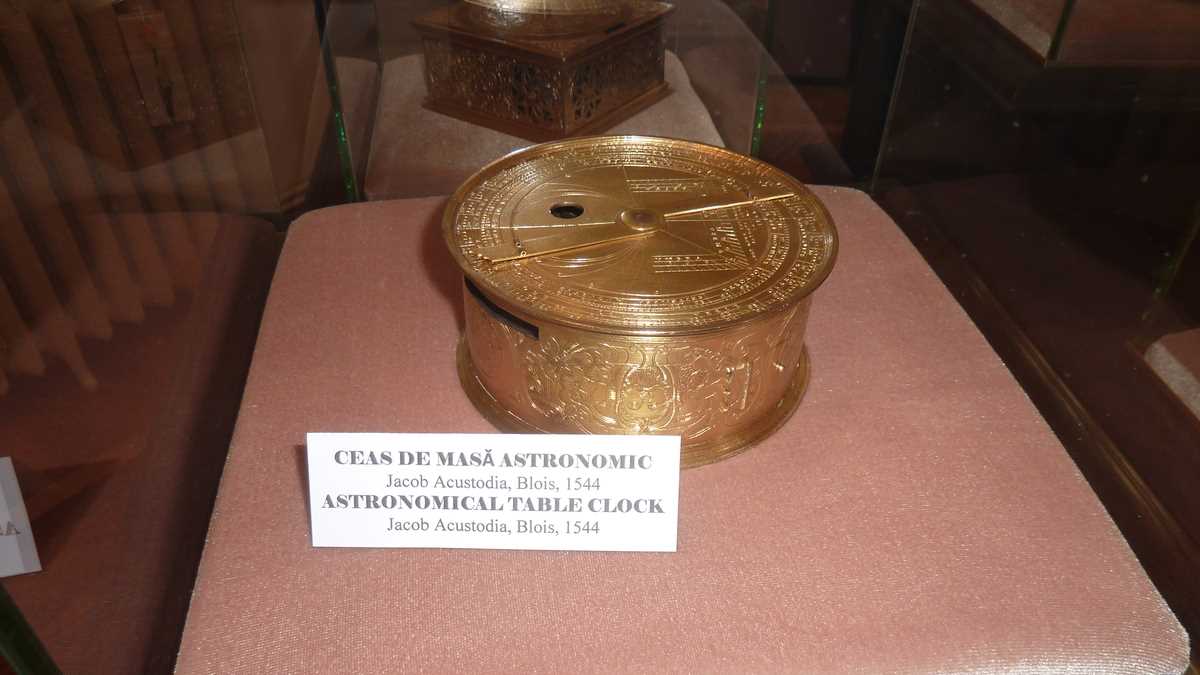 CEAS DE MASĂ ASTRONOMIC
Jacob Acustodia, Blois, 1544
ASTRONOMICAL TABLE CLOCK
Jacob Acustodia, Blois, 1544